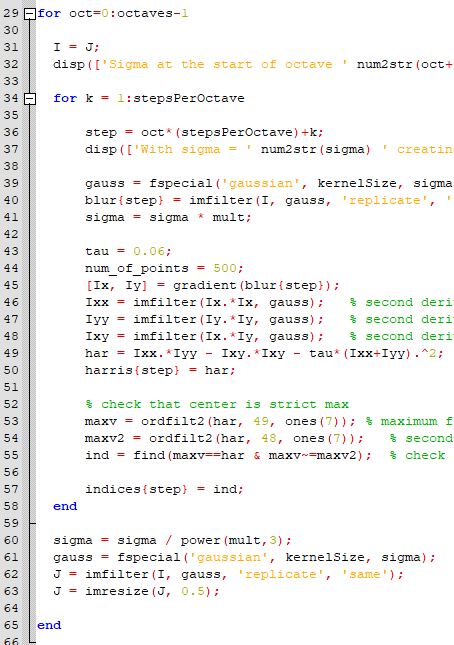 29 for oct=0:octaves-1
30
31 I = J;
32 disp(['Sigma at the start of octave ' num2str(oct+
33
34 for k = 1:stepsPerOctave
35
36 step = oct*(stepsPerOctave)+k;
37 disp(['With sigma = ' num2str(sigma) ' creatin
38
39 gauss = fspecial('gaussian', kernelSize, sigma
40 blur{step} = imfilter(I, gauss, 'replicate', '
41 sigma = sigma * mult;
42
43 tau = 0.06;
44 num_of_points = 500;
45 [Ix, Iy] = gradient(blur{step});
46 Ixx = imfilter(Ix.*Ix, gauss); % second deri
47 Iyy = imfilter(Iy.*Iy, gauss); % second deri
48 Ixy = imfilter(Ix.*Iy, gauss); % second deri
49 har = Ixx.*Iyy - Ixy.*Ixy - tau*(Ixx+Iyy).^2;
50 harris{step} = har;
51
52 % check that center is strict max
53 maxv = ordfilt2(har, 49, ones(7)); % maximum f
54 maxv2 = ordfilt2(har, 48, ones(7)); % second
55 ind = find(maxv==har & maxv~=maxv2); % check
56
57 indices{step} = ind;
58 end
59
60 sigma = sigma / power(mult,3);
61 gauss = fspecial('gaussian', kernelSize, sigma);
62 J = imfilter(I, gauss, 'replicate', 'same');
63 J = imresize(J, 0.5);
64
65 end
66